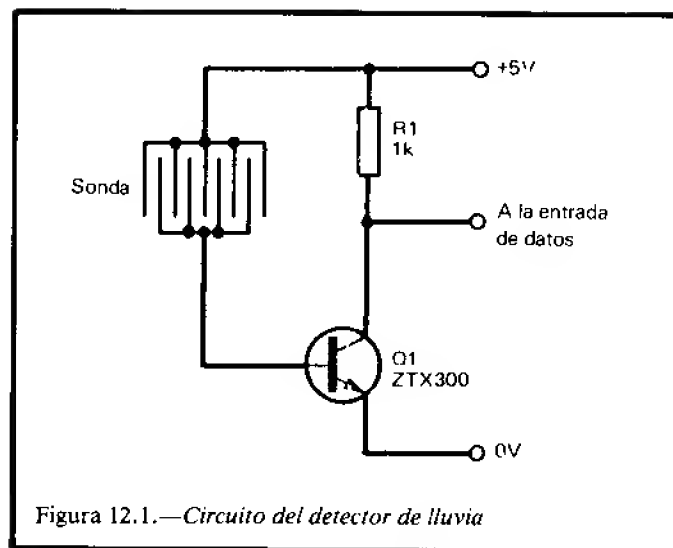 +5V
R1
1k
Sonda
A la entrada
de datos
Q1
ZTX300
0V
Figura 12.1.—Circuito del detector de lluvia